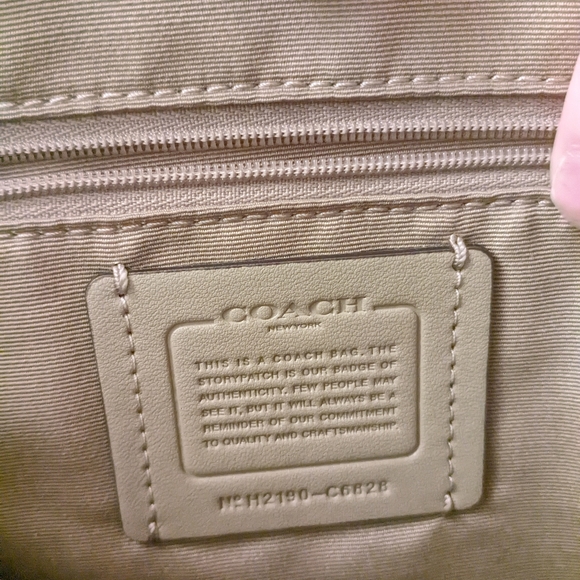 COACH
NEW YORK
THIS IS A COACH BAG. THE
STORYPATCH IS OUR BADGE OF
AUTHENTICITY. FEW PEOPLE MAY
SEE IT, BUT IT WILL ALWAYS BE A
REMINDER OF OUR COMMITMENT
TO QUALITY AND CRAFTSMANSHIP.
Nº H2190-C6828